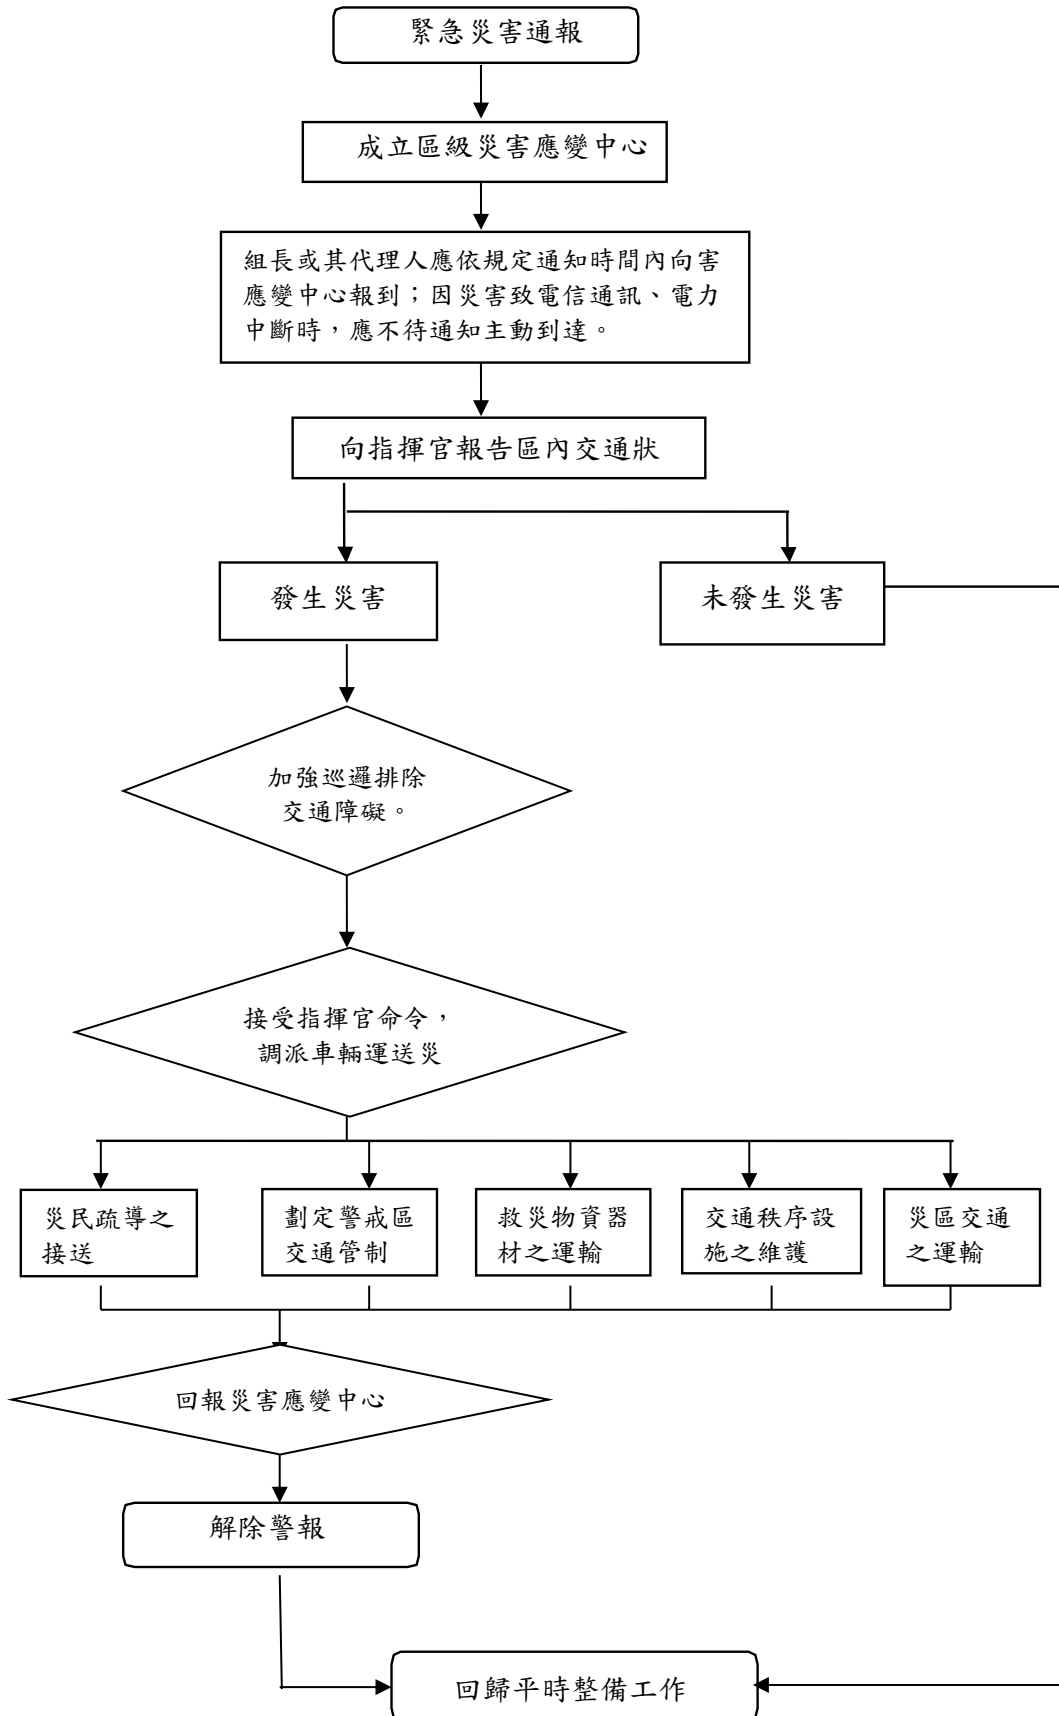 緊急災害通報
成立區級災害應變中心
組長或其代理人應依規定通知時間內向害
應變中心報到；因災害致電信通訊、電力
中斷時，應不待通知主動到達。
向指揮官報告區內交通狀
發生災害
未發生災害
加強巡邏排除
交通障礙。
接受指揮官命令，
調派車輛運送災
災民疏導之
接送
劃定警戒區
交通管制
救災物資器
材之運輸
交通秩序設
施之維護
災區交通
之運輸
回報災害應變中心
解除警報
回歸平時整備工作